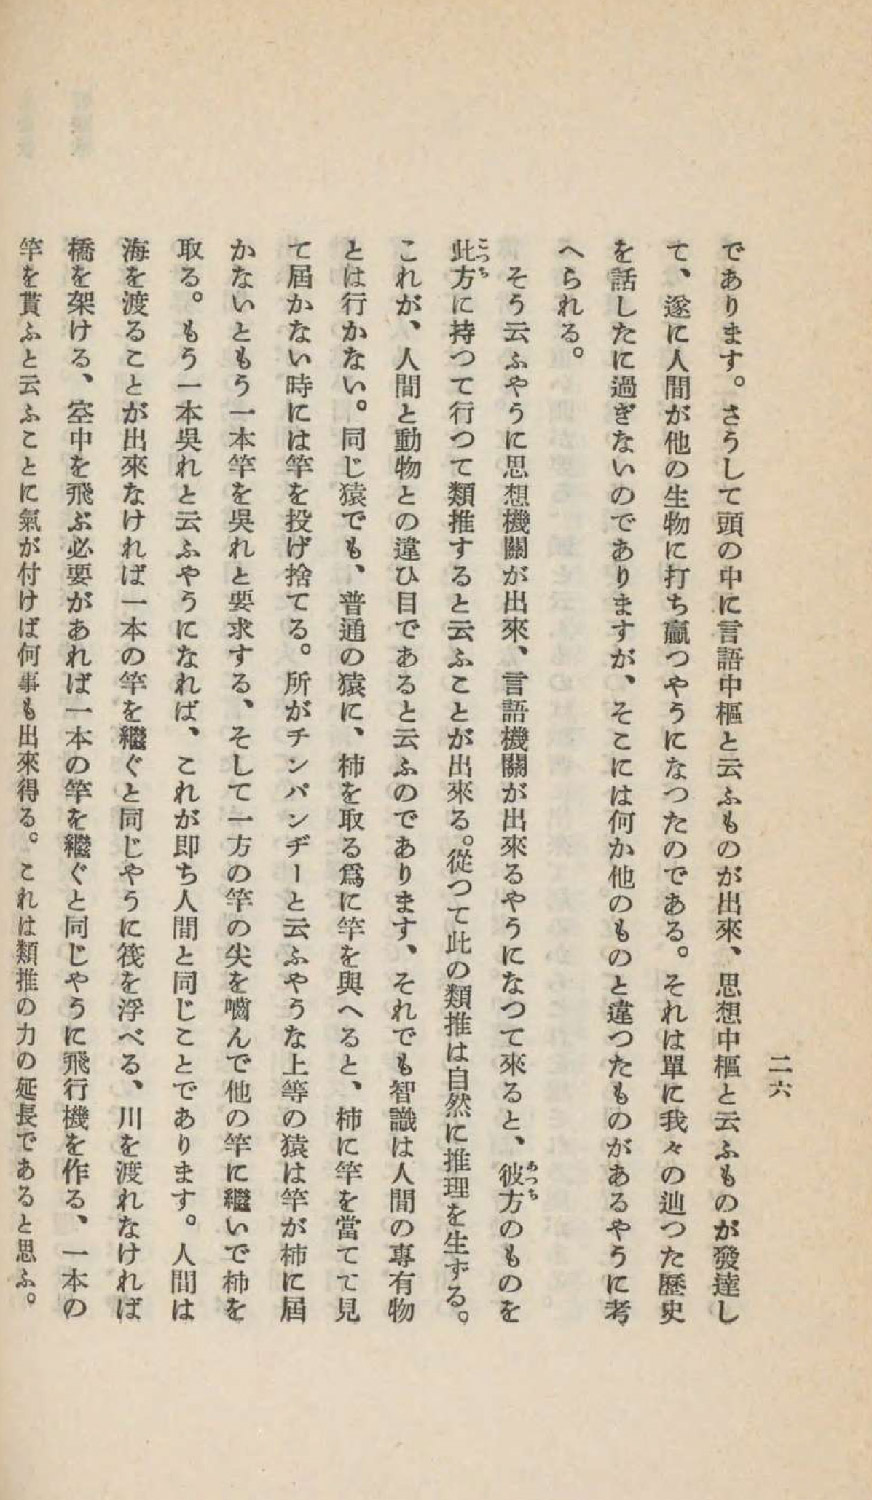 二六
であります。さうして頭の中に言語中樞と云ふものが出來、思想中樞と云ふものが發達し
て、遂に人間が他の生物に打ち贏つやうになつたのである。それは單に我々の辿つた歷史
を話したに過ぎないのでありますが、そこには何か他のものと違つたものがあるやうに考
へられる。
そう云ふやうに思想機關が出來、言語機關が出來るやうになつて來ると、彼方のものを
此方に持つて行つて類推すると云ふことが出來る。從つて此の類推は自然に推理を生ずる。
これが、人間と動物との違ひ目であると云ふのであります、それでも智識は人間の專有物
とは行かない。同じ猿でも、普通の猿に、柿を取る爲に竿を與へると、柿に竿を當てて見
て屆かない時には竿を投げ捨てる。所がチンパンヂーと云ふやうな上等の猿は竿が柿に屆
かないともう一本竿を吳れと要求する、そして一方の竿の尖を嚙んで他の竿に繼いで柿を
取る。もう一本吳れと云ふやうになれば、これが卽ち人間と同じことであります。人間は
海を渡ることが出來なければ一本の竿を繼ぐと同じやうに筏を浮べる、川を渡れなければ
橋を架ける、空中を飛ぶ必要があれば一本の竿を繼ぐと同じやうに飛行機を作る、一本の
竿を貰ふと云ふことに氣が付けば何事も出來得る。これは類推の力の延長であると思ふ。
あつち
こつち